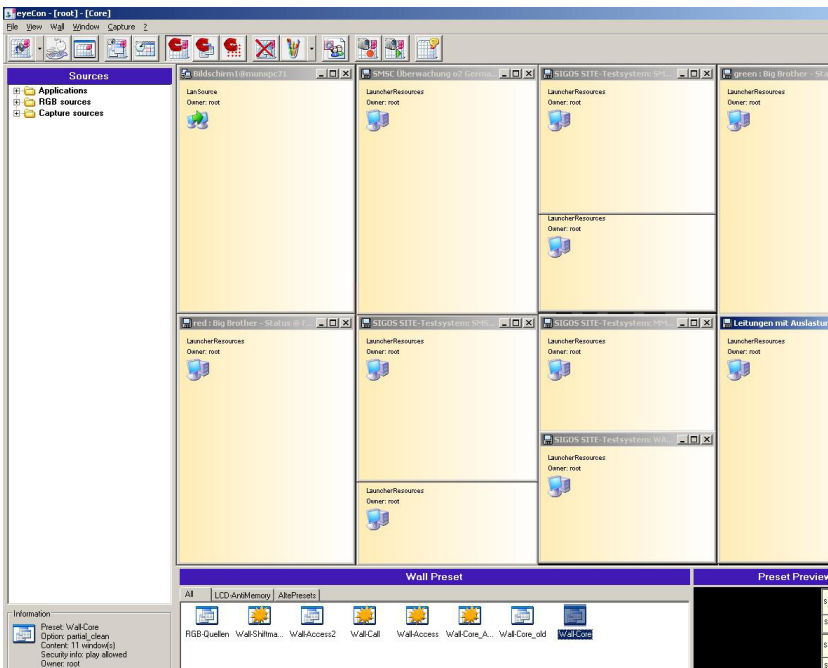 eyeCon - [root] - [Core]
File View Wall Window Capture ?
Sources
Applications
RGB sources
Capture sources
Bildschirm1@munepc71
LanSource
Owner: root
SMSC Überwachung o2 Germa...
LauncherResources
Owner: root
SIGOS SITE-Testsystem: SM...
LauncherResources
Owner: root
LauncherResources
Owner: root
green : Big Brother - Sta
LauncherResources
Owner: root
red : Big Brother - Status @
LauncherResources
Owner: root
SIGOS SITE-Testsystem: SMS...
LauncherResources
Owner: root
LauncherResources
Owner: root
SIGOS SITE-Testsystem: MM...
LauncherResources
Owner: root
SIGOS SITE-Testsystem: WA...
LauncherResources
Owner: root
Leitungen mit Auslastun
LauncherResources
Owner: root
Wall Preset
All LCD-AntiMemory AltePresets
RGB-Quellen Wall-Shiftma... Wall-Access2 Wall-Call Wall-Access Wall-Core_A... Wall-Core_old Wall-Core
Preset Preview
S
S
S
Information
Preset: Wall-Core
Option: partial_clean
Content: 11 window(s)
Security info: play allowed
Owner: root